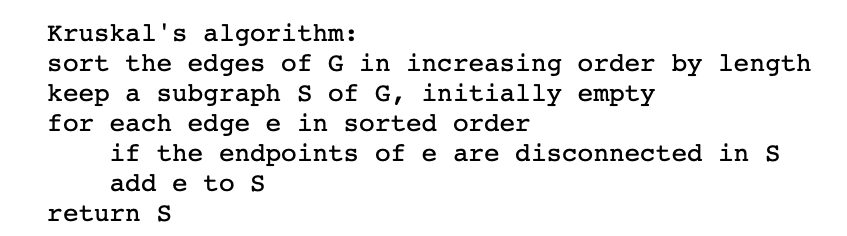 Kruskal's algorithm:
sort the edges of G in increasing order by length
keep a subgraph S of G, initially empty
for each edge e in sorted order
    if the endpoints of e are disconnected in S
    add e to S
return S